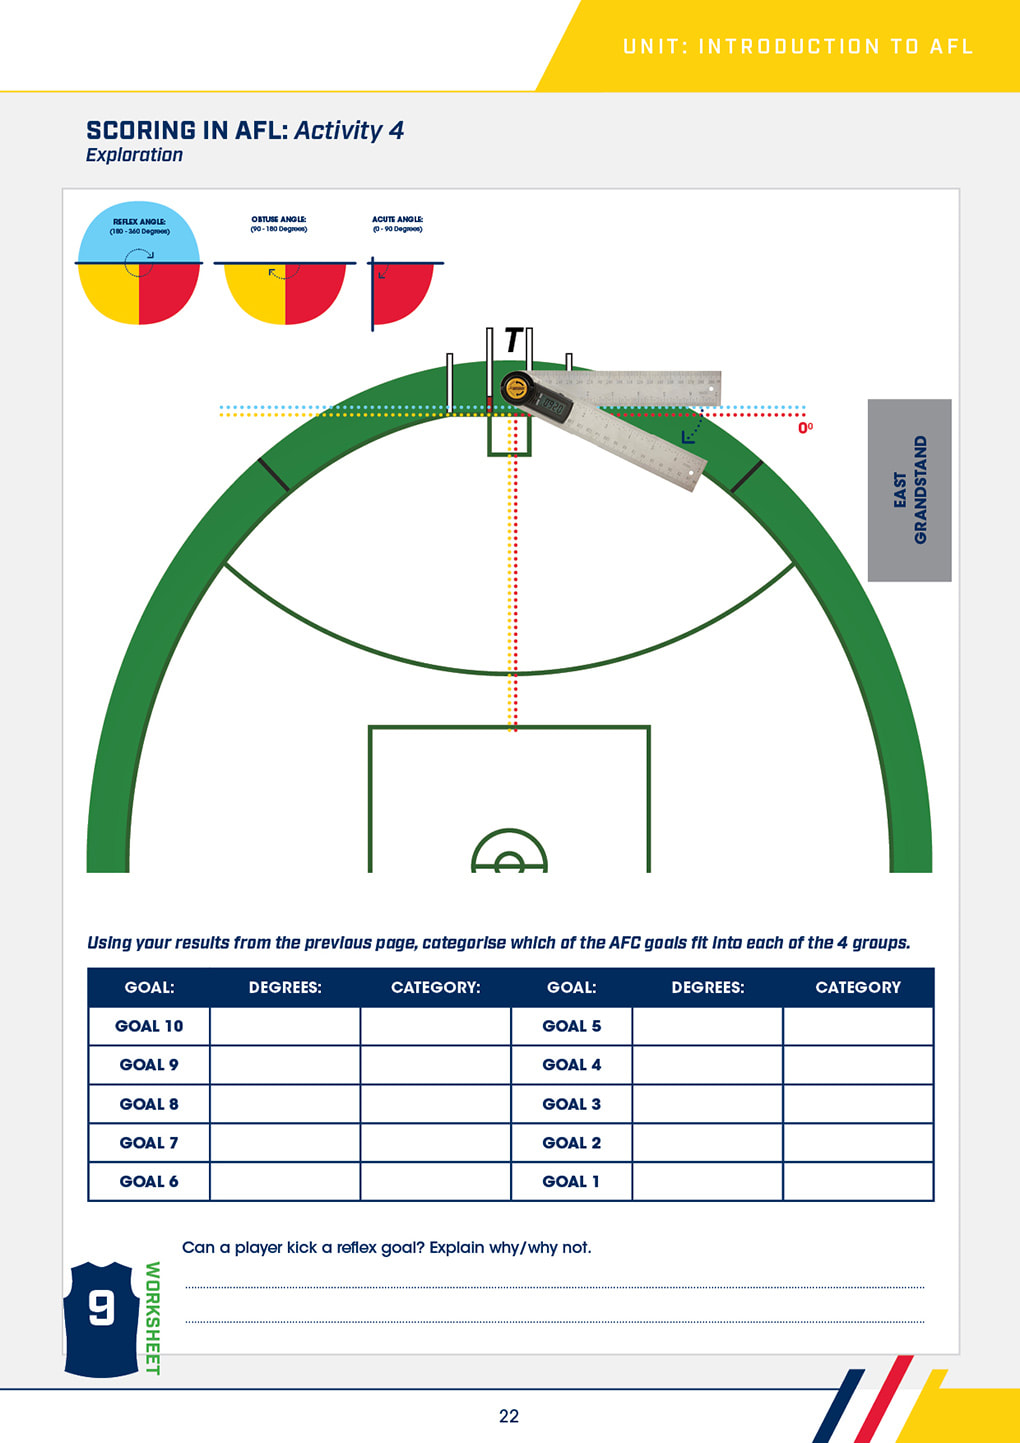 UNIT: INTRODUCTION TO AFL
SCORING IN AFL: Activity 4
Exploration
REFLEX ANGLE:
(180 - 360 Degrees)
OBTUSE ANGLE:
(90 - 180 Degrees)
ACUTE ANGLE:
(0 - 90 Degrees)
T
0⁰
EAST
GRANDSTAND
Using your results from the previous page, categorise which of the AFC goals fit into each of the 4 groups.
GOAL: DEGREES: CATEGORY: GOAL: DEGREES: CATEGORY
GOAL 10 GOAL 5
GOAL 9 GOAL 4
GOAL 8 GOAL 3
GOAL 7 GOAL 2
GOAL 6 GOAL 1
Can a player kick a reflex goal? Explain why/why not.
9
WORKSHEET
22